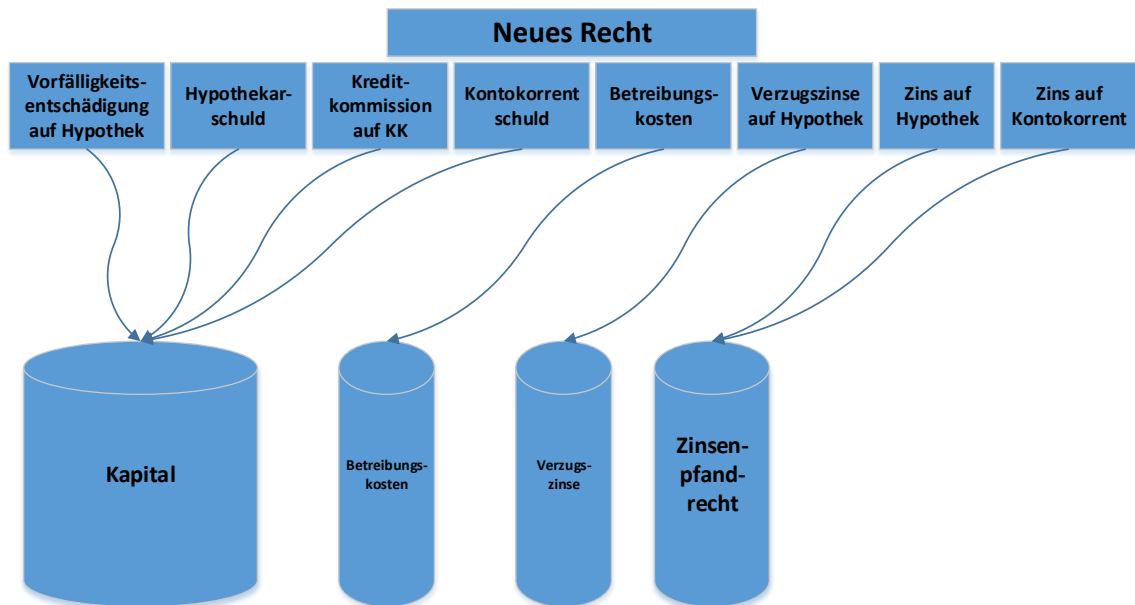 Neues Recht
Vorfälligkeits-
entschädigung
auf Hypothek
Hypothekar-
schuld
Kredit-
kommission
auf KK
Kontokorrent
schuld
Betreibungs-
kosten
Verzugszinse
auf Hypothek
Zins auf
Hypothek
Zins auf
Kontokorrent
Kapital
Betreibungs-
kosten
Verzugs-
zinse
Zinsen-
pfand-
recht